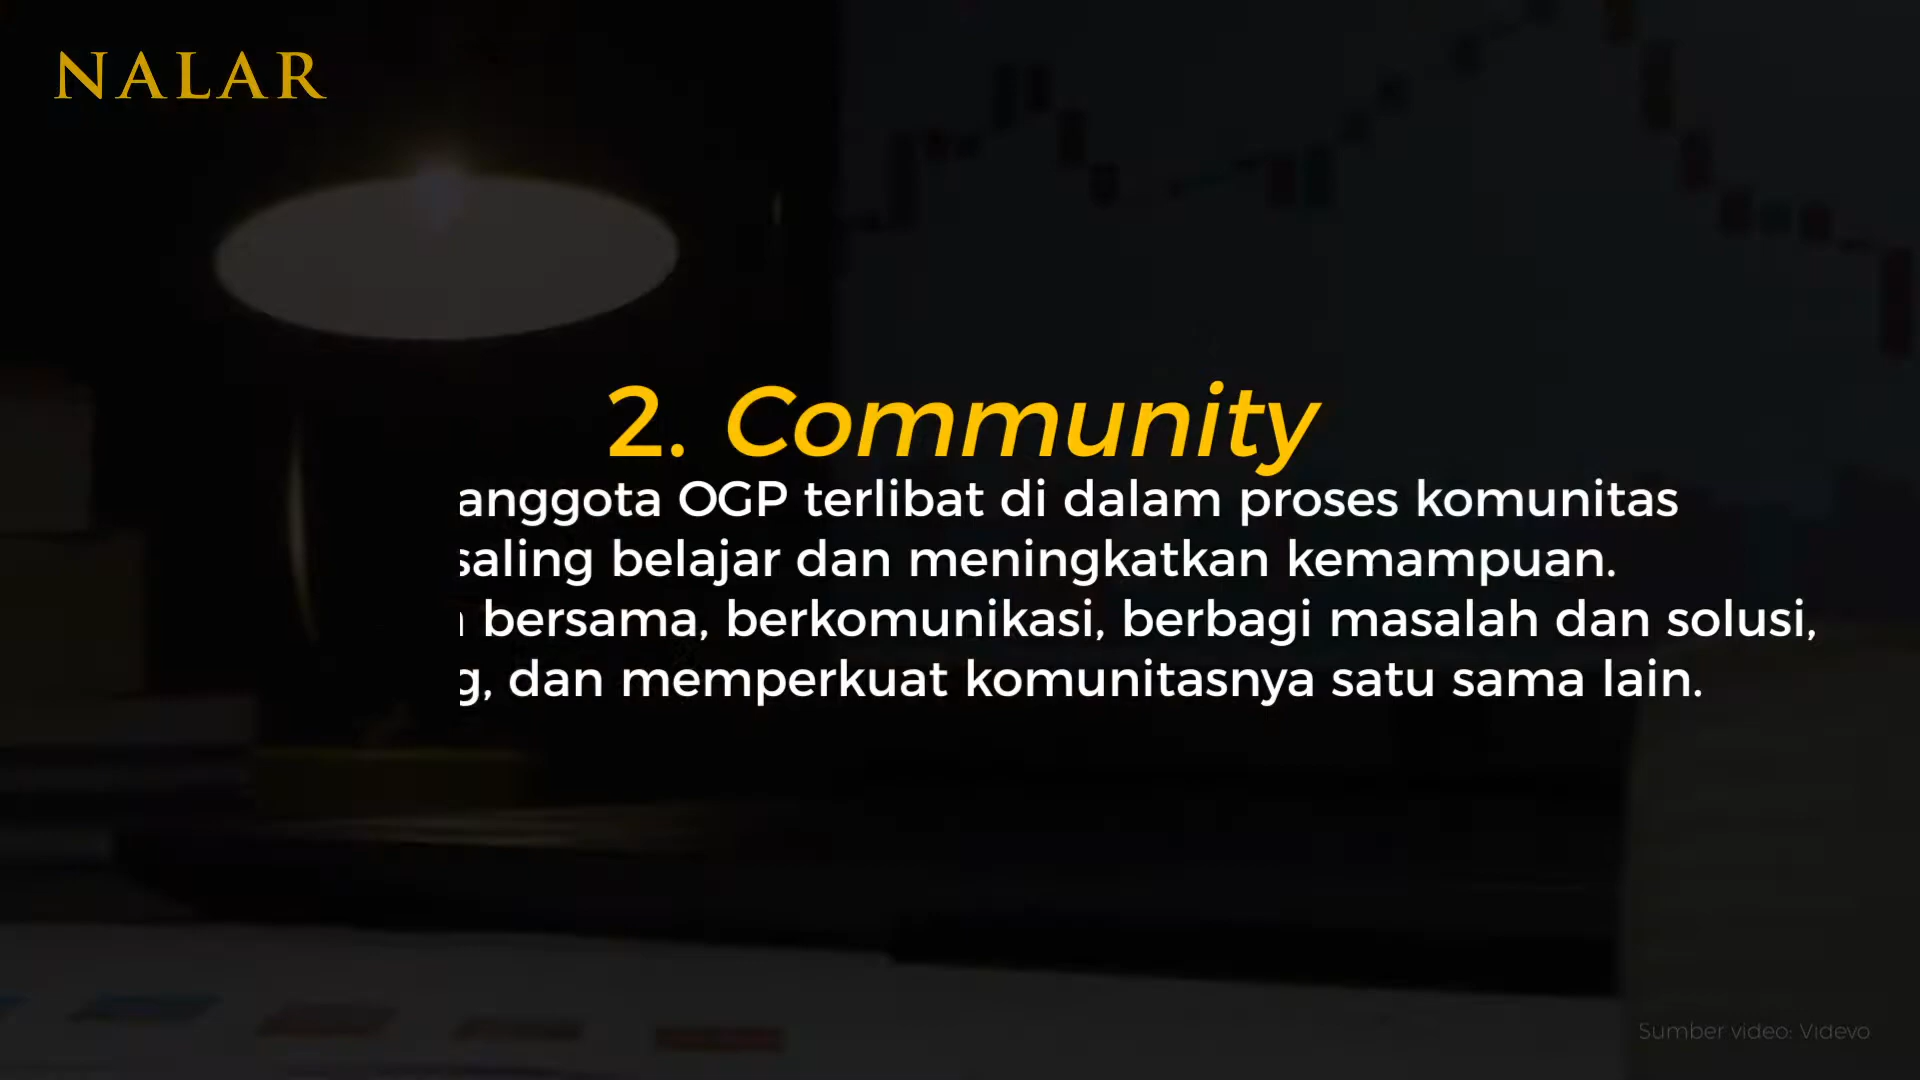 NALAR
2. Community
anggota OGP terlibat di dalam proses komunitas
saling belajar dan meningkatkan kemampuan.
bersama, berkomunikasi, berbagi masalah dan solusi,
g, dan memperkuat komunitasnya satu sama lain.
Sumber video: Videvo